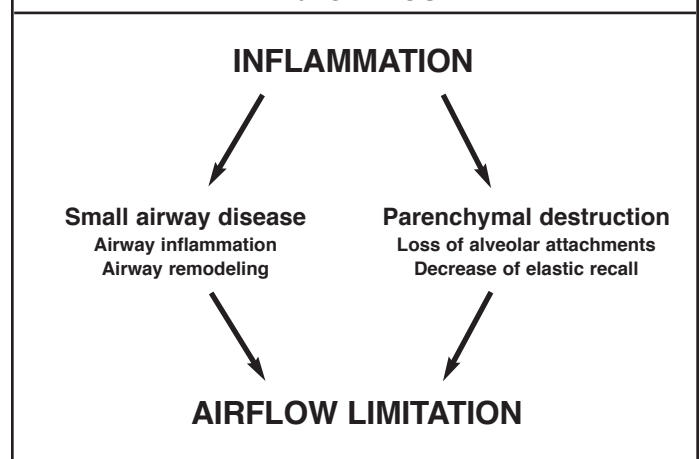 INFLAMMATION
Small airway disease
Airway inflammation
Airway remodeling
Parenchymal destruction
Loss of alveolar attachments
Decrease of elastic recall
AIRFLOW LIMITATION